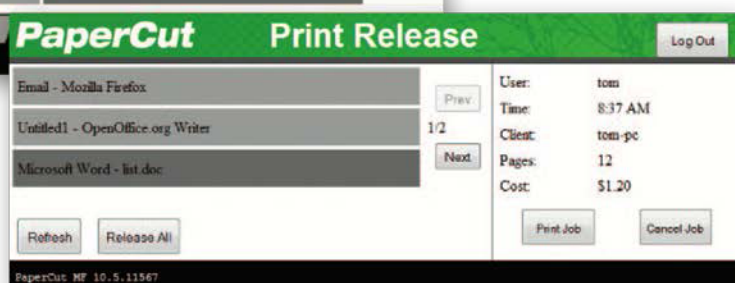 PaperCut Print Release Log Out
Email - Mozilla Firefox
Untitled1 - OpenOffice.org Writer
Microsoft Word - list.doc
Prev
1/2
Next
User: tom
Time: 8:37 AM
Client: tom-pc
Pages: 12
Cost: $1.20
Refresh Release All
Print Job Cancel Job
PaperCut MF 10.5.11567